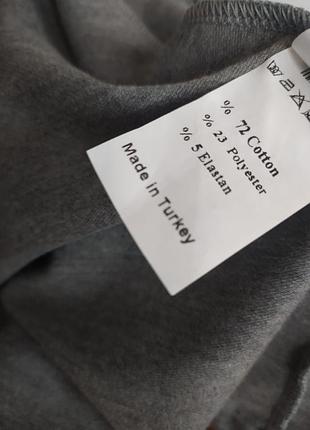 % 72 Cotton
% 23 Polyester
% 5 Elastan
Made in Turkey